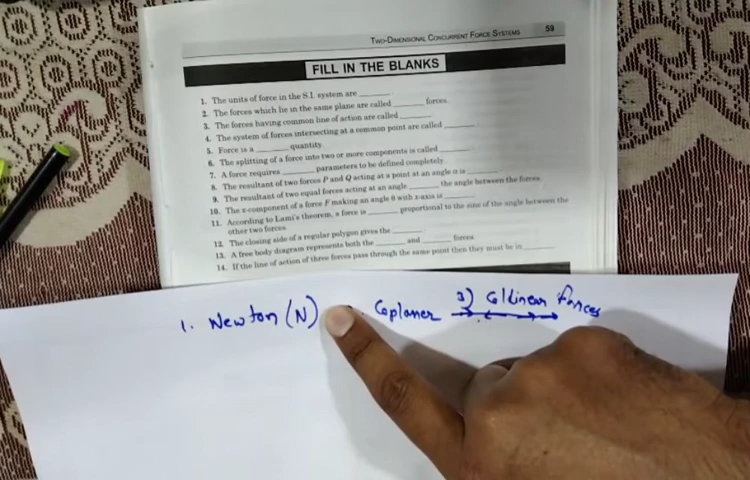 TWO-DIMENSIONAL CONCURRENT FORCE SYSTEMS 59
FILL IN THE BLANKS
1. The units of force in the S.I. system are ______.
2. The forces which lie in the same plane are called ______ forces.
3. The forces having common line of action are called ______.
4. The system of forces intersecting at a common point are called ______.
5. Force is a ______ quantity.
6. The splitting of a force into two or more components is called ______.
7. A force requires ______ parameters to be defined completely.
8. The resultant of two forces P and Q acting at a point at an angle α is ______.
9. The resultant of two equal forces acting at an angle ______ the angle between the forces.
10. The x-component of a force F making an angle θ with x-axis is ______.
11. According to Lami's theorem, a force is ______ proportional to the sine of the angle between the
other two forces.
12. The closing side of a regular polygon gives the ______.
13. A free body diagram represents both the ______ and ______ forces.
14. If the line of action of three forces pass through the same point then they must be in ______.
1. Newton (N) Coplaner 3) Collinear forces